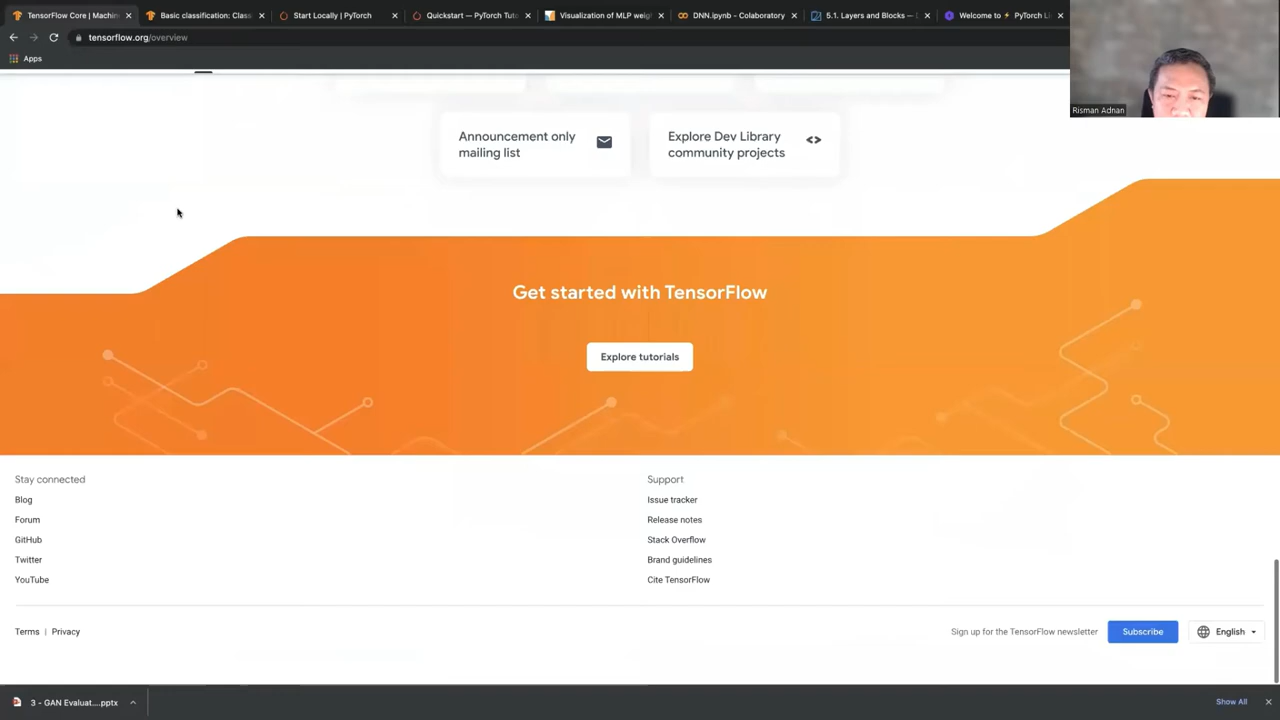 TensorFlow Core | Machin
Basic classification: Class
Start Locally | PyTorch
Quickstart — PyTorch Tuto
Visualization of MLP weig
DNN.ipynb - Colaboratory
5.1. Layers and Blocks —
Welcome to ⚡ PyTorch Li
tensorflow.org/overview
Apps
Risman Adnan
Announcement only
mailing list
Explore Dev Library
community projects
Get started with TensorFlow
Explore tutorials
Stay connected
Blog
Forum
GitHub
Twitter
YouTube
Support
Issue tracker
Release notes
Stack Overflow
Brand guidelines
Cite TensorFlow
Terms | Privacy
Sign up for the TensorFlow newsletter
Subscribe
English
3 - GAN Evaluat....pptx
Show All